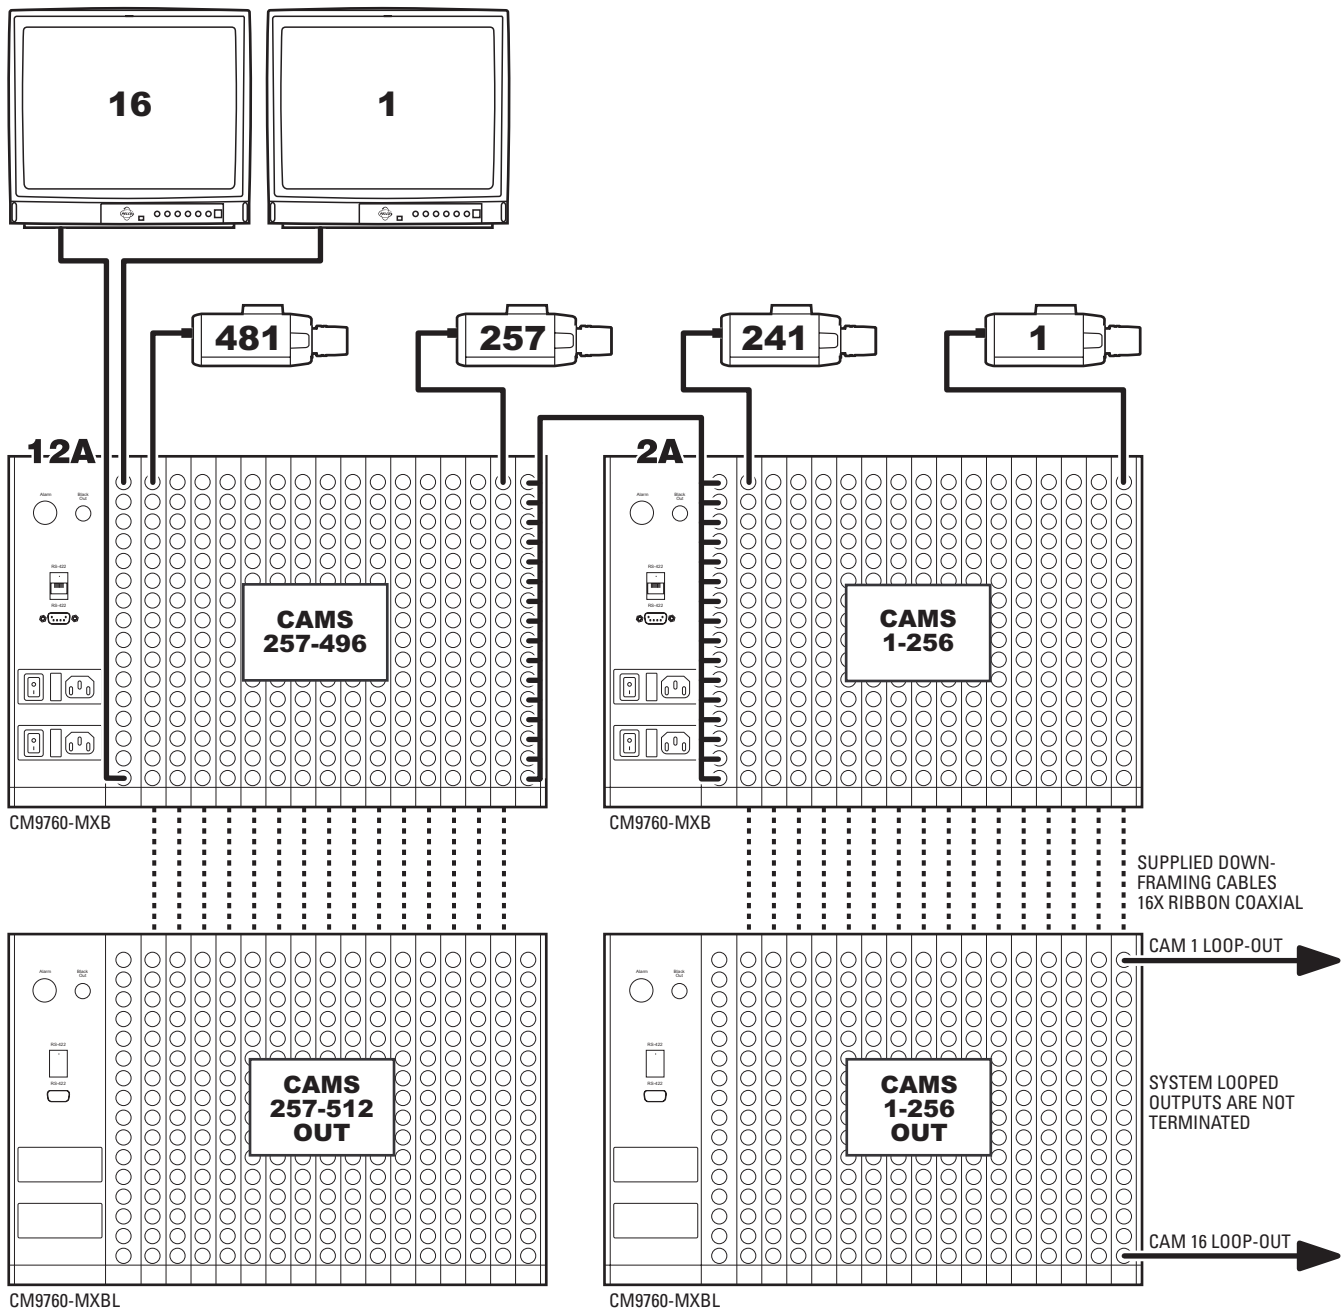 16
1
481
257
241
1
12A
2A
Alarm
Black
Out
RS-422
RS-422
CAMS
257-496
Alarm
Black
Out
RS-422
RS-422
CAMS
1-256
CM9760-MXB
CM9760-MXB
SUPPLIED DOWN-
FRAMING CABLES
16X RIBBON COAXIAL
CAM 1 LOOP-OUT
Alarm
Black
Out
RS-422
RS-422
CAMS
257-512
OUT
Alarm
Black
Out
RS-422
RS-422
CAMS
1-256
OUT
SYSTEM LOOPED
OUTPUTS ARE NOT
TERMINATED
CAM 16 LOOP-OUT
CM9760-MXBL
CM9760-MXBL